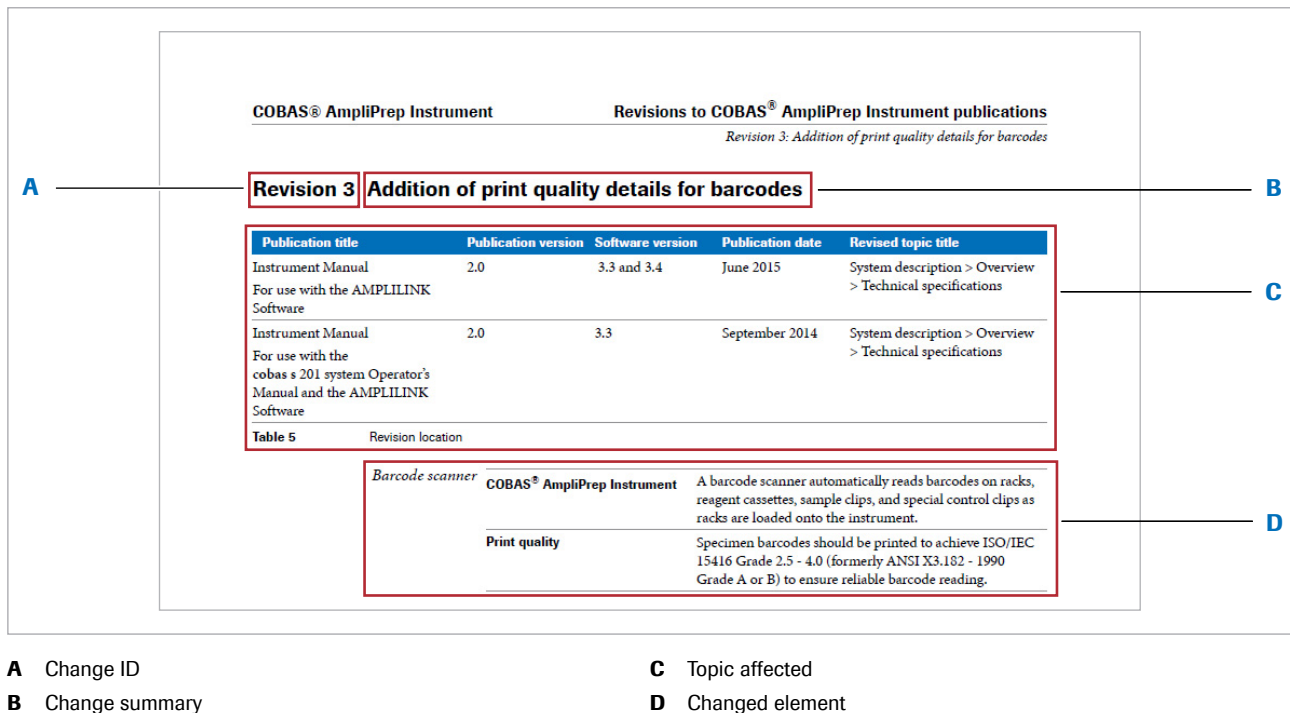 COBAS® AmpliPrep Instrument Revisions to COBAS® AmpliPrep Instrument publications
Revision 3: Addition of print quality details for barcodes
A Revision 3 Addition of print quality details for barcodes B
Publication title Publication version Software version Publication date Revised topic title
Instrument Manual 2.0 3.3 and 3.4 June 2015 System description > Overview
For use with the AMPLILINK > Technical specifications
Software
C
Instrument Manual 2.0 3.3 September 2014 System description > Overview
For use with the > Technical specifications
cobas s 201 system Operator's
Manual and the AMPLILINK
Software
Table 5 Revision location
Barcode scanner COBAS® AmpliPrep Instrument A barcode scanner automatically reads barcodes on racks,
reagent cassettes, sample clips, and special control clips as
racks are loaded onto the instrument.
D
Print quality Specimen barcodes should be printed to achieve ISO/IEC
15416 Grade 2.5 - 4.0 (formerly ANSI X3.182 - 1990
Grade A or B) to ensure reliable barcode reading.
A Change ID
B Change summary
C Topic affected
D Changed element